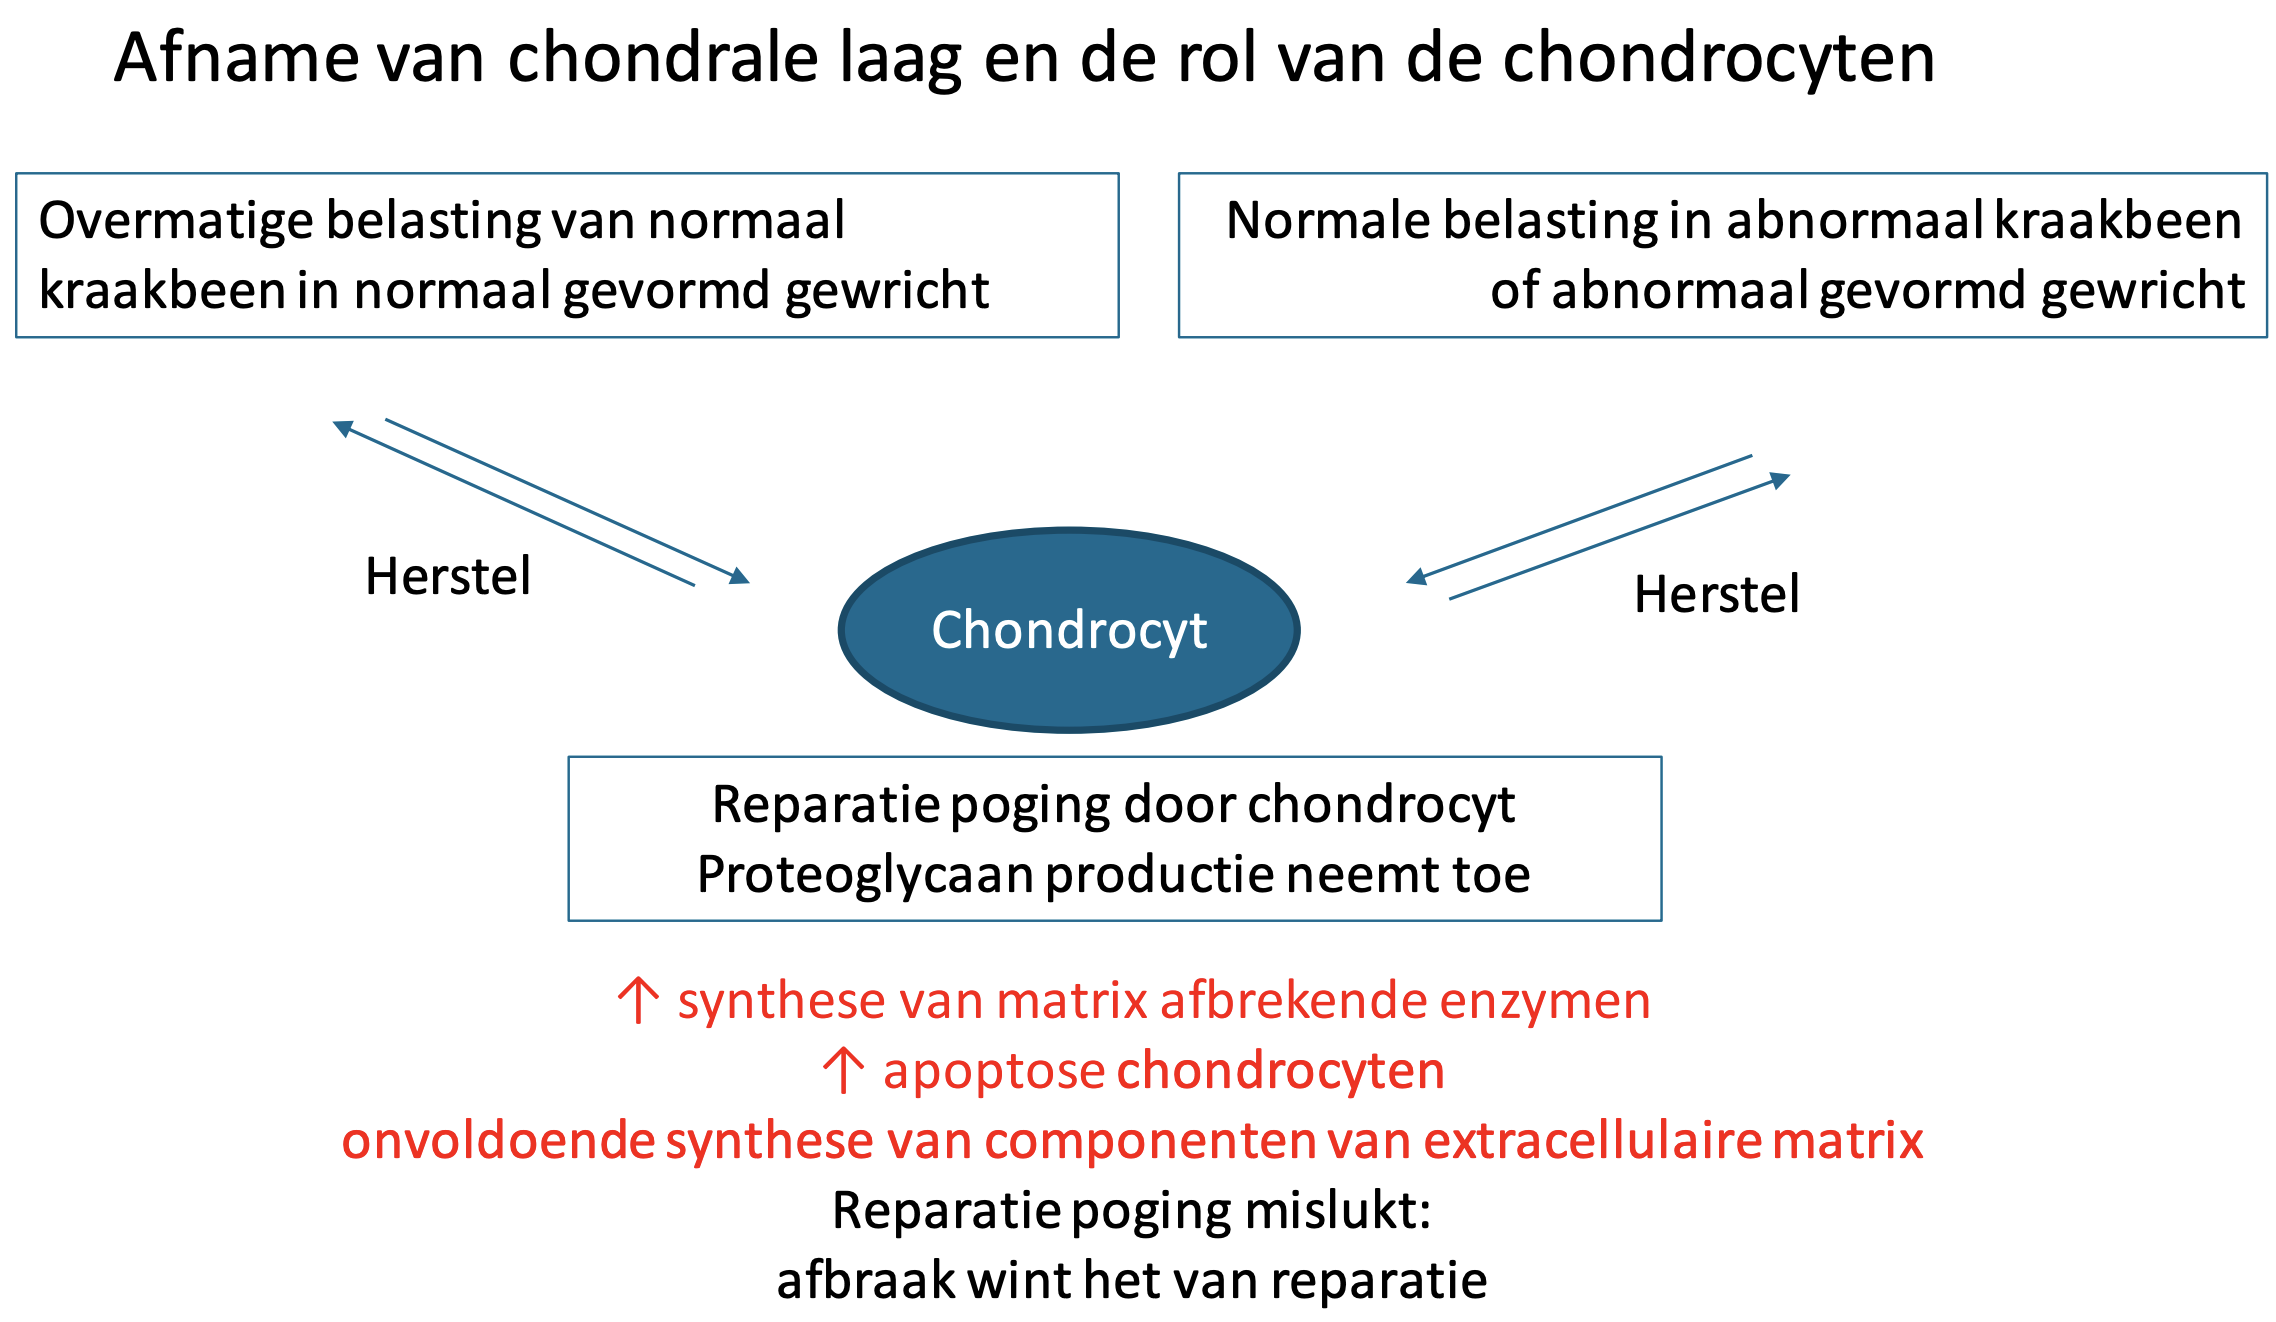 Afname van chondrale laag en de rol van de chondrocyten
Overmatige belasting van normaal
kraakbeen in normaal gevormd gewricht
Normale belasting in abnormaal kraakbeen
of abnormaal gevormd gewricht
Herstel
Herstel
Chondrocyt
Reparatie poging door chondrocyt
Proteoglycaan productie neemt toe
↑ synthese van matrix afbrekende enzymen
↑ apoptose chondrocyten
onvoldoende synthese van componenten van extracellulaire matrix
Reparatie poging mislukt:
afbraak wint het van reparatie